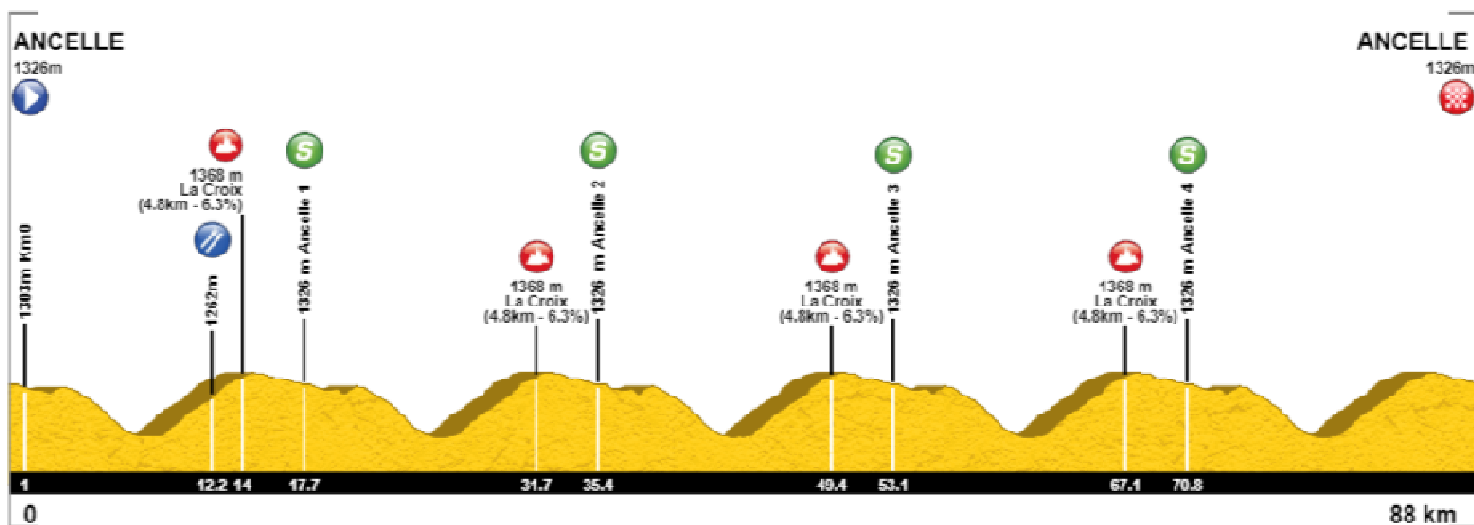 ANCELLE
1326m
ANCELLE
1326m
1303m Km0
1368 m
La Croix
(4.8km - 6.3%)
1262m
S
1326 m Ancelle 1
1368 m
La Croix
(4.8km - 6.3%)
S
1326 m Ancelle 2
1368 m
La Croix
(4.8km - 6.3%)
S
1326 m Ancelle 3
1368 m
La Croix
(4.8km - 6.3%)
S
1326 m Ancelle 4
1 12.2 14 17.7 31.7 35.4 49.4 53.1 67.1 70.8
0 88 km